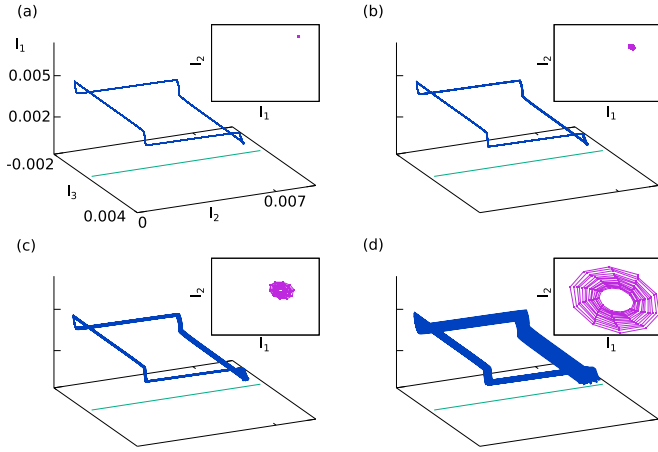 (a)
I₁
0.005
0.002
-0.002
I₃
0.004
0
I₂
0.007
I₂
I₁
(b)
I₂
I₁
(c)
I₂
I₁
(d)
I₂
I₁